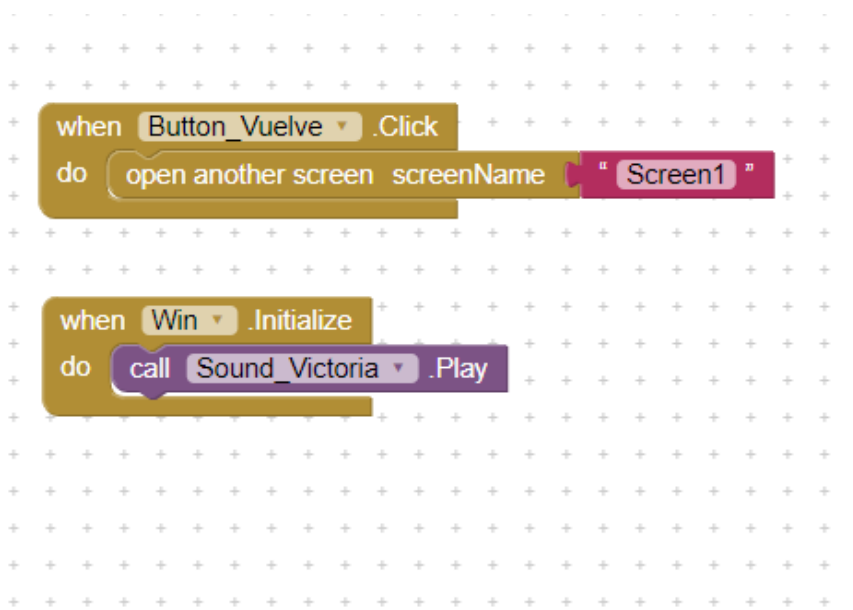 when Button_Vuelve .Click
do open another screen screenName " Screen1 "
when Win .Initialize
do call Sound_Victoria .Play